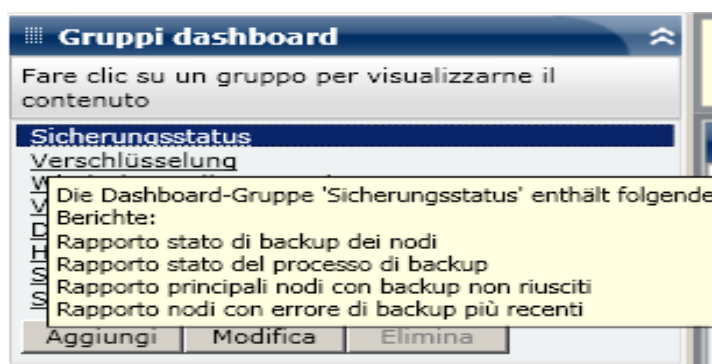 Gruppi dashboard
Fare clic su un gruppo per visualizzarne il
contenuto
Sicherungsstatus
Verschlüsselung
Die Dashboard-Gruppe 'Sicherungsstatus' enthält folgende
Berichte:
Rapporto stato di backup dei nodi
Rapporto stato del processo di backup
Rapporto principali nodi con backup non riusciti
Rapporto nodi con errore di backup più recenti
Aggiungi Modifica Elimina